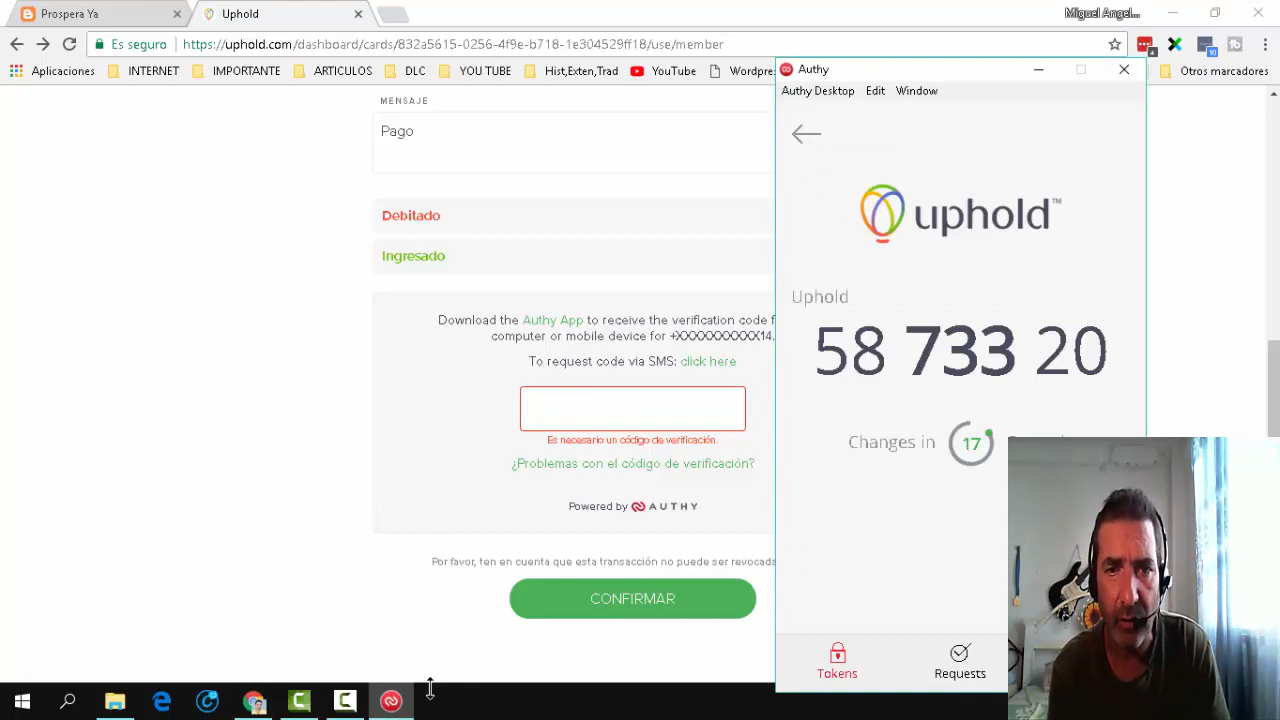 Prospera Ya
Uphold
Miguel Angel...
Es seguro
https://uphold.com/dashboard/cards/832a5615-0256-4f9e-b718-1e304529ff18/use/member
Aplicaciones
INTERNET
IMPORTANTE
ARTICULOS
DLC
YOU TUBE
Hist,Exten,Trad
YouTube
Wordpre
Otros marcadores
MENSAJE
Pago
Debitado
Ingresado
Download the Authy App to receive the verification code f
computer or mobile device for +XXXXXXXXXX14.
To request code via SMS: click here
Es necesario un código de verificación.
¿Problemas con el código de verificación?
Powered by AUTHY
Por favor, ten en cuenta que esta transacción no puede ser revocada
CONFIRMAR
Authy
Authy Desktop Edit Window
uphold™
Uphold
58 733 20
Changes in 17
Tokens
Requests